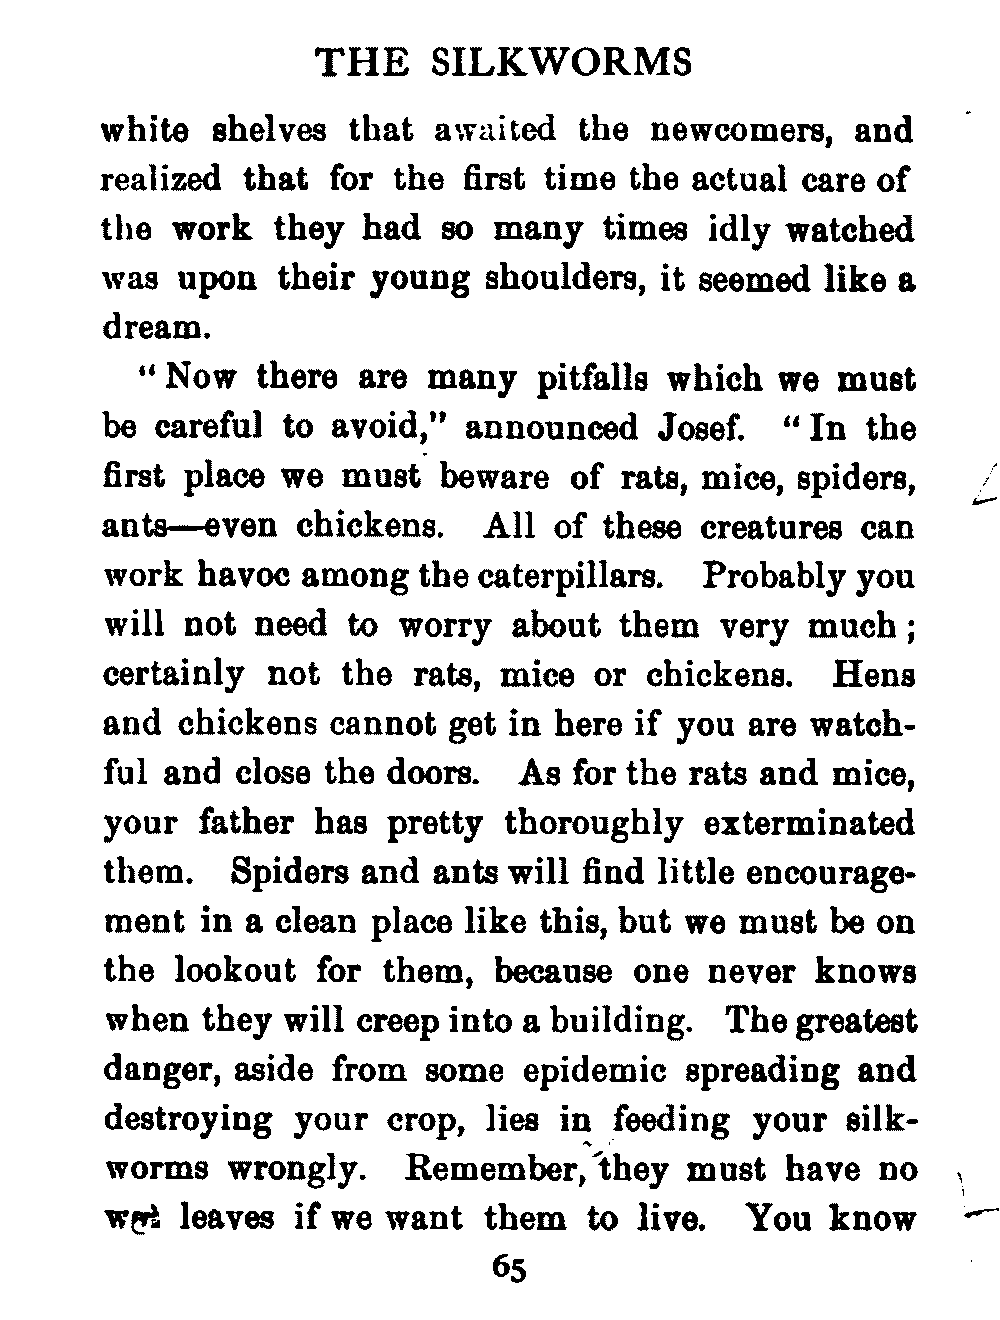 THE SILKWORMS
white shelves that awaited the newcomers, and
realized that for the first time the actual care of
the work they had so many times idly watched
was upon their young shoulders, it seemed like a
dream.
“ Now there are many pitfalls which we must
be careful to avoid,” announced Josef. “ In the
first place we must beware of rats, mice, spiders,
ants—even chickens. All of these creatures can
work havoc among the caterpillars. Probably you
will not need to worry about them very much ;
certainly not the rats, mice or chickens. Hens
and chickens cannot get in here if you are watch-
ful and close the doors. As for the rats and mice,
your father has pretty thoroughly exterminated
them. Spiders and ants will find little encourage-
ment in a clean place like this, but we must be on
the lookout for them, because one never knows
when they will creep into a building. The greatest
danger, aside from some epidemic spreading and
destroying your crop, lies in feeding your silk-
worms wrongly. Remember, they must have no
wet leaves if we want them to live. You know
65